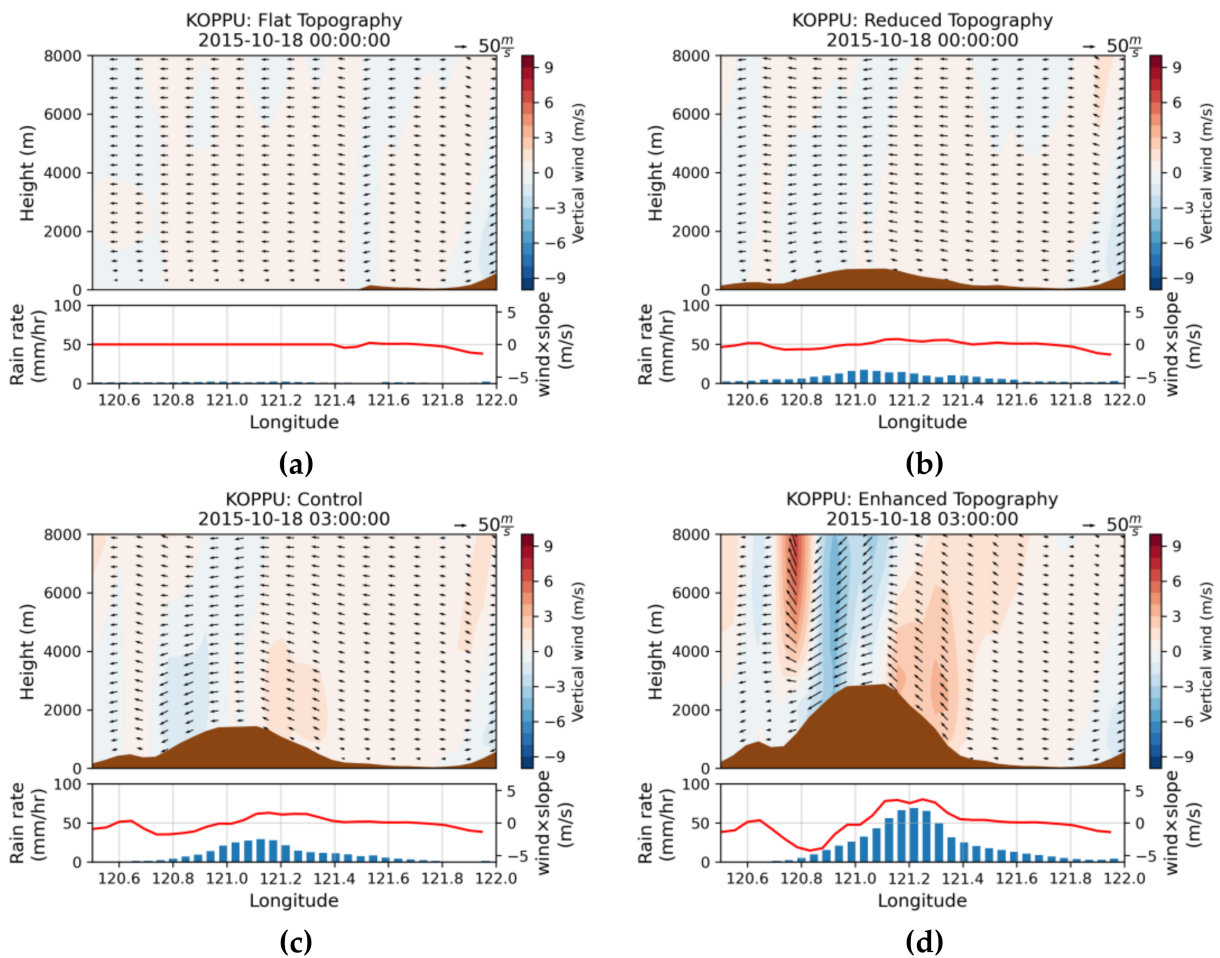 KOPPU: Flat Topography
2015-10-18 00:00:00
50 m/s
8000
6000
4000
2000
0
Height (m)
9
6
3
0
−3
−6
−9
Vertical wind (m/s)
100
50
0
Rain rate
(mm/hr)
5
0
−5
wind×slope
(m/s)
120.6 120.8 121.0 121.2 121.4 121.6 121.8 122.0
Longitude
(a)
KOPPU: Reduced Topography
2015-10-18 00:00:00
50 m/s
8000
6000
4000
2000
0
Height (m)
9
6
3
0
−3
−6
−9
Vertical wind (m/s)
100
50
0
Rain rate
(mm/hr)
5
0
−5
wind×slope
(m/s)
120.6 120.8 121.0 121.2 121.4 121.6 121.8 122.0
Longitude
(b)
KOPPU: Control
2015-10-18 03:00:00
50 m/s
8000
6000
4000
2000
0
Height (m)
9
6
3
0
−3
−6
−9
Vertical wind (m/s)
100
50
0
Rain rate
(mm/hr)
5
0
−5
wind×slope
(m/s)
120.6 120.8 121.0 121.2 121.4 121.6 121.8 122.0
Longitude
(c)
KOPPU: Enhanced Topography
2015-10-18 03:00:00
50 m/s
8000
6000
4000
2000
0
Height (m)
9
6
3
0
−3
−6
−9
Vertical wind (m/s)
100
50
0
Rain rate
(mm/hr)
5
0
−5
wind×slope
(m/s)
120.6 120.8 121.0 121.2 121.4 121.6 121.8 122.0
Longitude
(d)